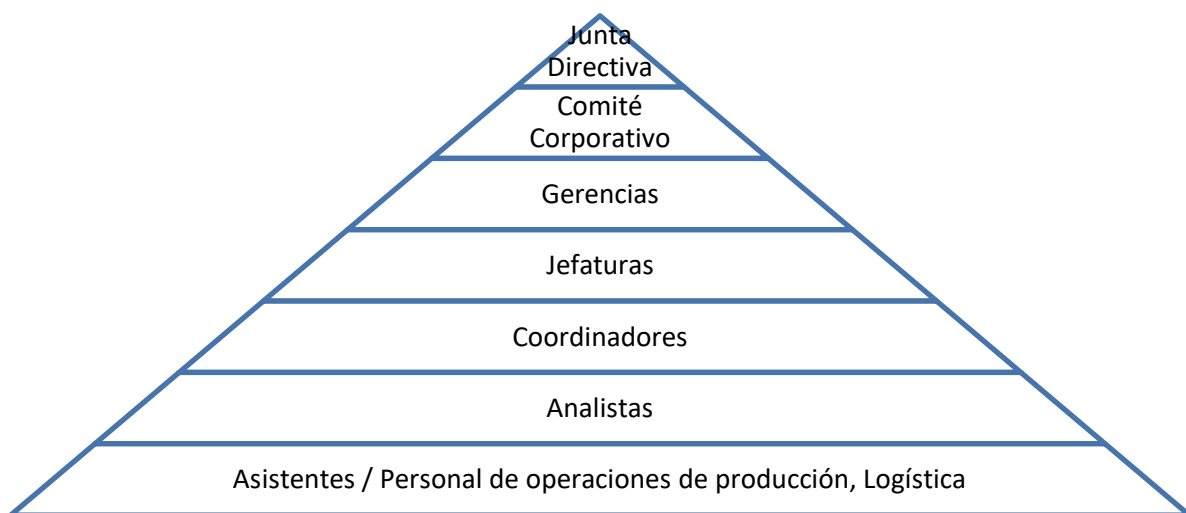 Junta
Directiva
Comité
Corporativo
Gerencias
Jefaturas
Coordinadores
Analistas
Asistentes / Personal de operaciones de producción, Logística